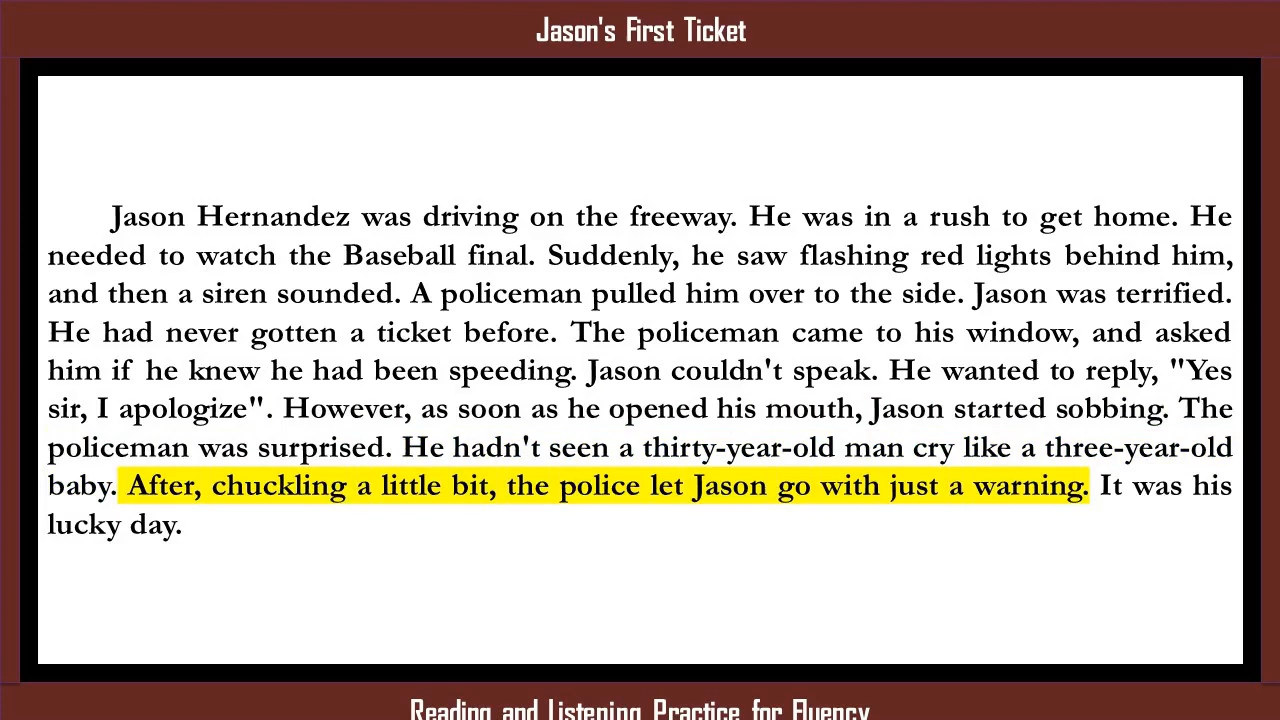 Jason's First Ticket
Jason Hernandez was driving on the freeway. He was in a rush to get home. He
needed to watch the Baseball final. Suddenly, he saw flashing red lights behind him,
and then a siren sounded. A policeman pulled him over to the side. Jason was terrified.
He had never gotten a ticket before. The policeman came to his window, and asked
him if he knew he had been speeding. Jason couldn't speak. He wanted to reply, "Yes
sir, I apologize". However, as soon as he opened his mouth, Jason started sobbing. The
policeman was surprised. He hadn't seen a thirty-year-old man cry like a three-year-old
baby. After, chuckling a little bit, the police let Jason go with just a warning. It was his
lucky day.
Reading and Listening Practice for Fluency